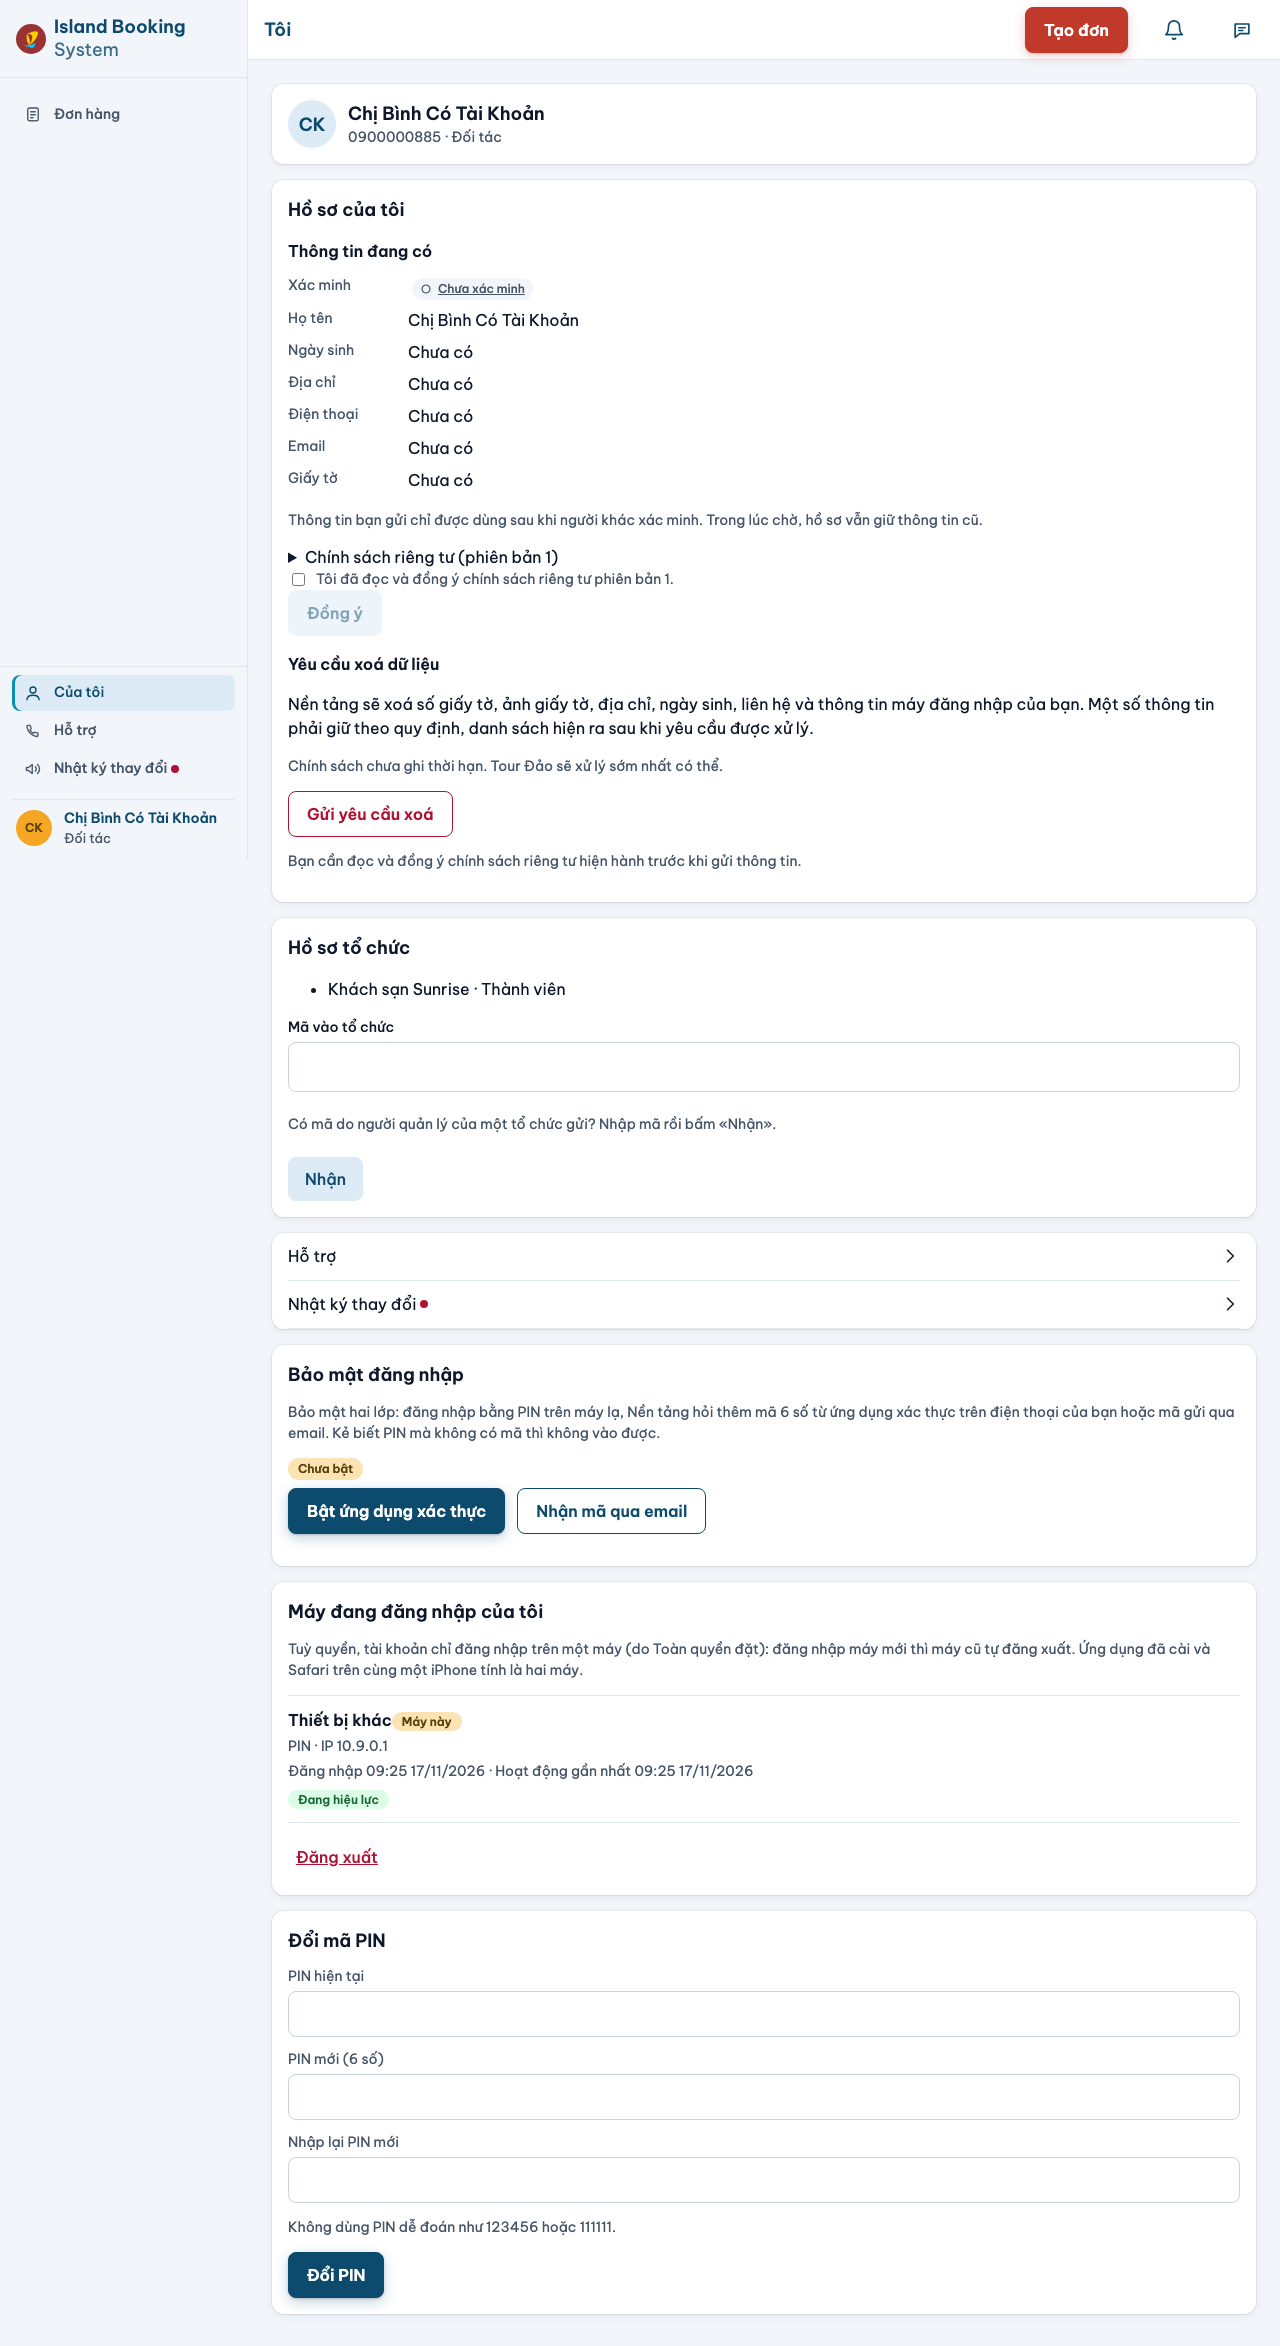 Island Booking
System
Đơn hàng
Của tôi
Hỗ trợ
Nhật ký thay đổi
CK
Chị Bình Có Tài Khoản
Đối tác
Tôi
Tạo đơn
CK
Chị Bình Có Tài Khoản
0900000885 · Đối tác
Hồ sơ của tôi
Thông tin đang có
Xác minh
Chưa xác minh
Họ tên
Chị Bình Có Tài Khoản
Ngày sinh
Chưa có
Địa chỉ
Chưa có
Điện thoại
Chưa có
Email
Chưa có
Giấy tờ
Chưa có
Thông tin bạn gửi chỉ được dùng sau khi người khác xác minh. Trong lúc chờ, hồ sơ vẫn giữ thông tin cũ.
Chính sách riêng tư (phiên bản 1)
Tôi đã đọc và đồng ý chính sách riêng tư phiên bản 1.
Đồng ý
Yêu cầu xoá dữ liệu
Nền tảng sẽ xoá số giấy tờ, ảnh giấy tờ, địa chỉ, ngày sinh, liên hệ và thông tin máy đăng nhập của bạn. Một số thông tin
phải giữ theo quy định, danh sách hiện ra sau khi yêu cầu được xử lý.
Chính sách chưa ghi thời hạn. Tour Đảo sẽ xử lý sớm nhất có thể.
Gửi yêu cầu xoá
Bạn cần đọc và đồng ý chính sách riêng tư hiện hành trước khi gửi thông tin.
Hồ sơ tổ chức
• Khách sạn Sunrise · Thành viên
Mã vào tổ chức
Có mã do người quản lý của một tổ chức gửi? Nhập mã rồi bấm «Nhận».
Nhận
Hỗ trợ
Nhật ký thay đổi
Bảo mật đăng nhập
Bảo mật hai lớp: đăng nhập bằng PIN trên máy lạ, Nền tảng hỏi thêm mã 6 số từ ứng dụng xác thực trên điện thoại của bạn hoặc mã gửi qua
email. Kẻ biết PIN mà không có mã thì không vào được.
Chưa bật
Bật ứng dụng xác thực
Nhận mã qua email
Máy đang đăng nhập của tôi
Tuỳ quyền, tài khoản chỉ đăng nhập trên một máy (do Toàn quyền đặt): đăng nhập máy mới thì máy cũ tự đăng xuất. Ứng dụng đã cài và
Safari trên cùng một iPhone tính là hai máy.
Thiết bị khác Máy này
PIN · IP 10.9.0.1
Đăng nhập 09:25 17/11/2026 · Hoạt động gần nhất 09:25 17/11/2026
Đang hiệu lực
Đăng xuất
Đổi mã PIN
PIN hiện tại
PIN mới (6 số)
Nhập lại PIN mới
Không dùng PIN dễ đoán như 123456 hoặc 111111.
Đổi PIN